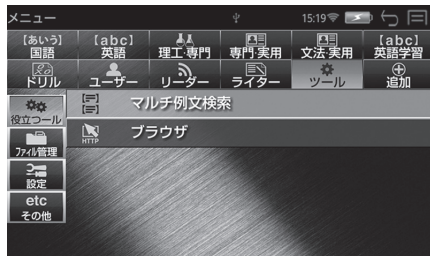 メニュー 15:19
【あいう】 【abc】 【abc】
国語 英語 理工･専門 専門･実用 文法･実用 英語学習
ドリル ユーザー リーダー ライター ツール 追加
役立つツール
マルチ例文検索
HTTP ブラウザ
ファイル管理
設定
etc
その他